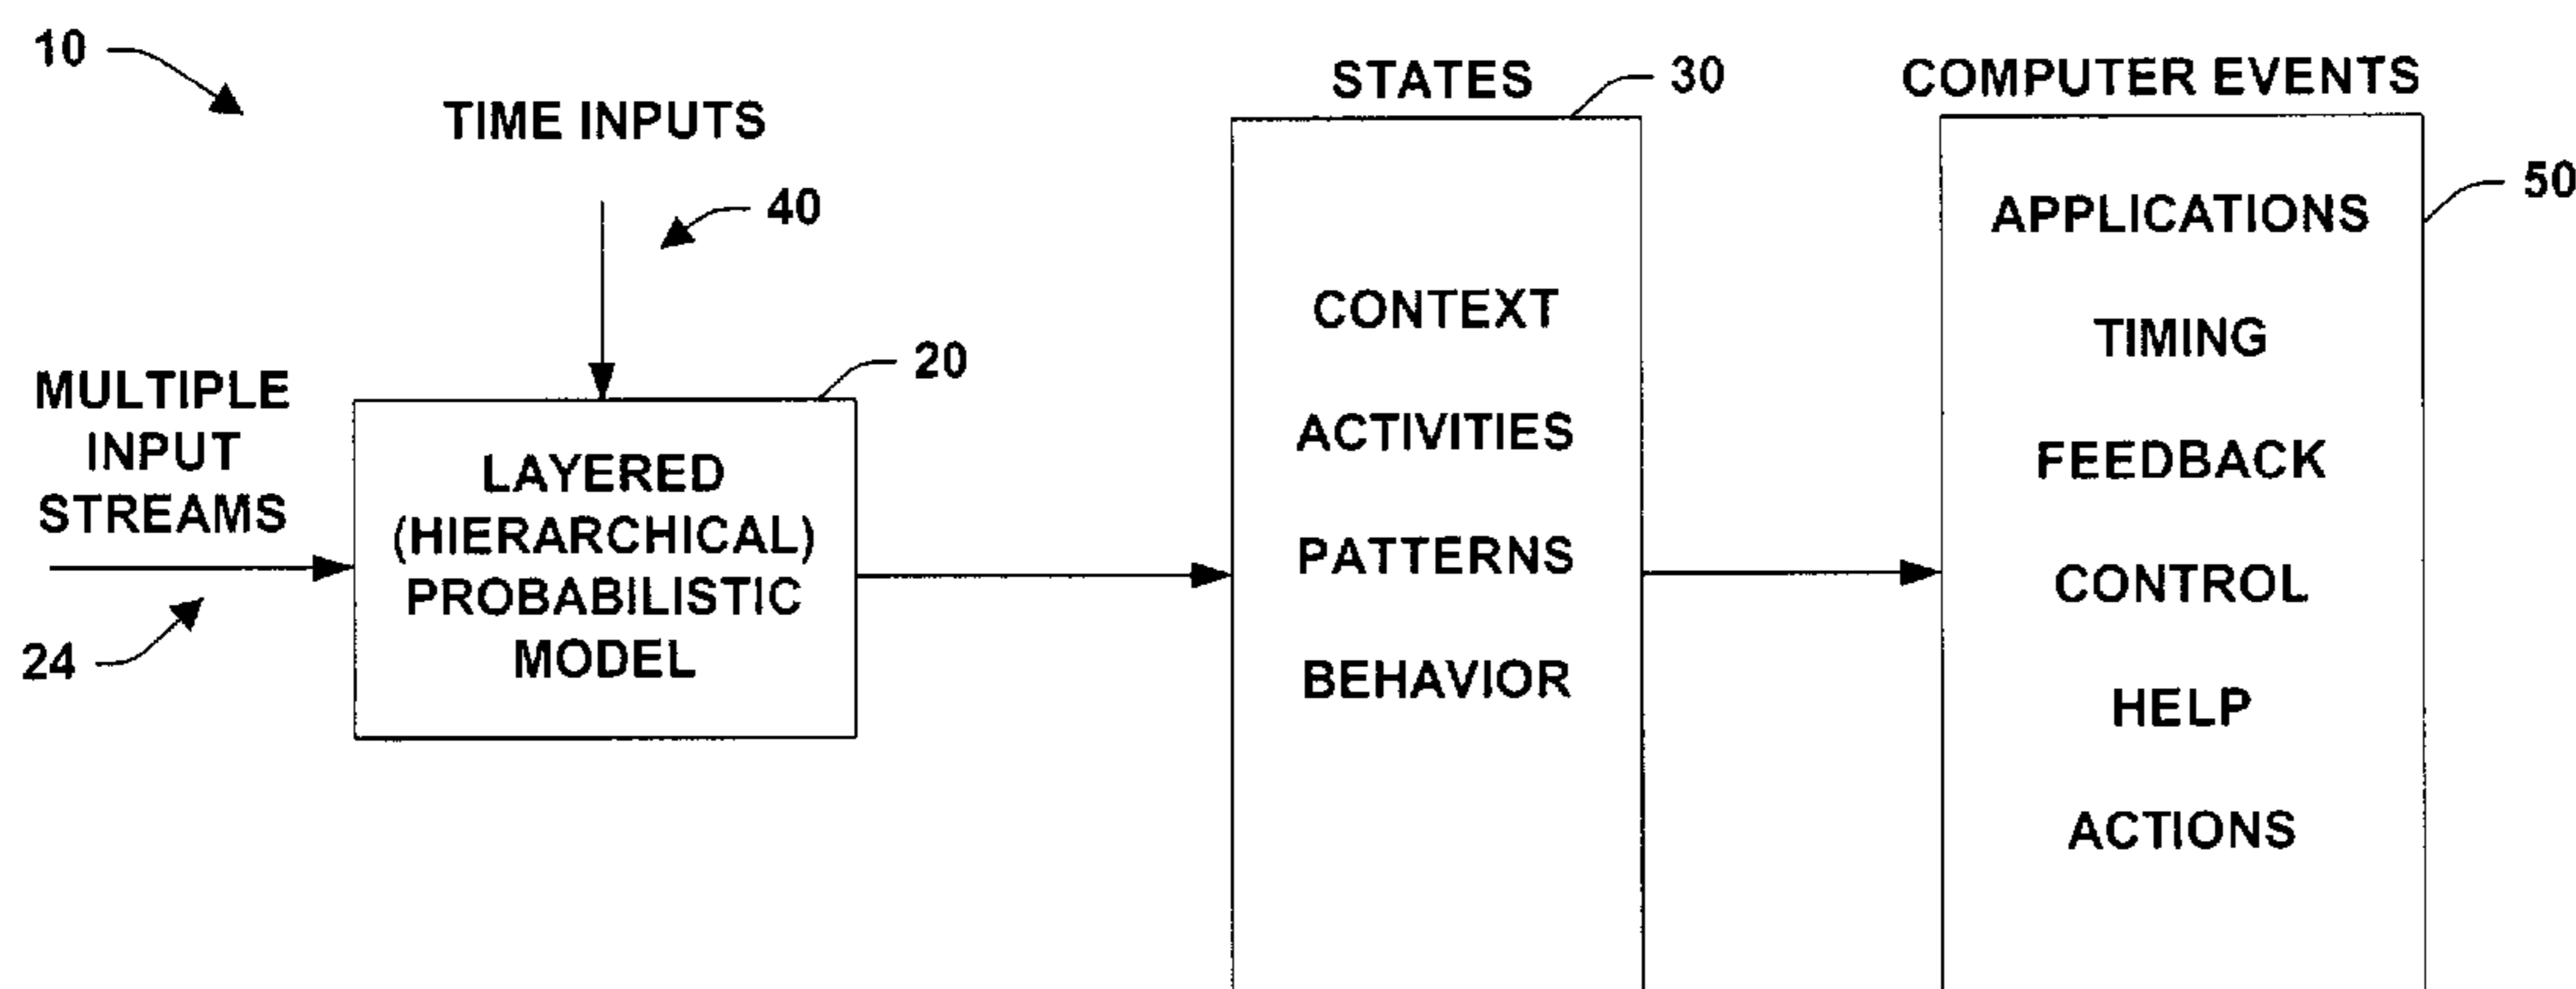 10
TIME INPUTS
40
MULTIPLE
INPUT
STREAMS
24
20
LAYERED
(HIERARCHICAL)
PROBABILISTIC
MODEL
STATES
30
CONTEXT
ACTIVITIES
PATTERNS
BEHAVIOR
COMPUTER EVENTS
50
APPLICATIONS
TIMING
FEEDBACK
CONTROL
HELP
ACTIONS